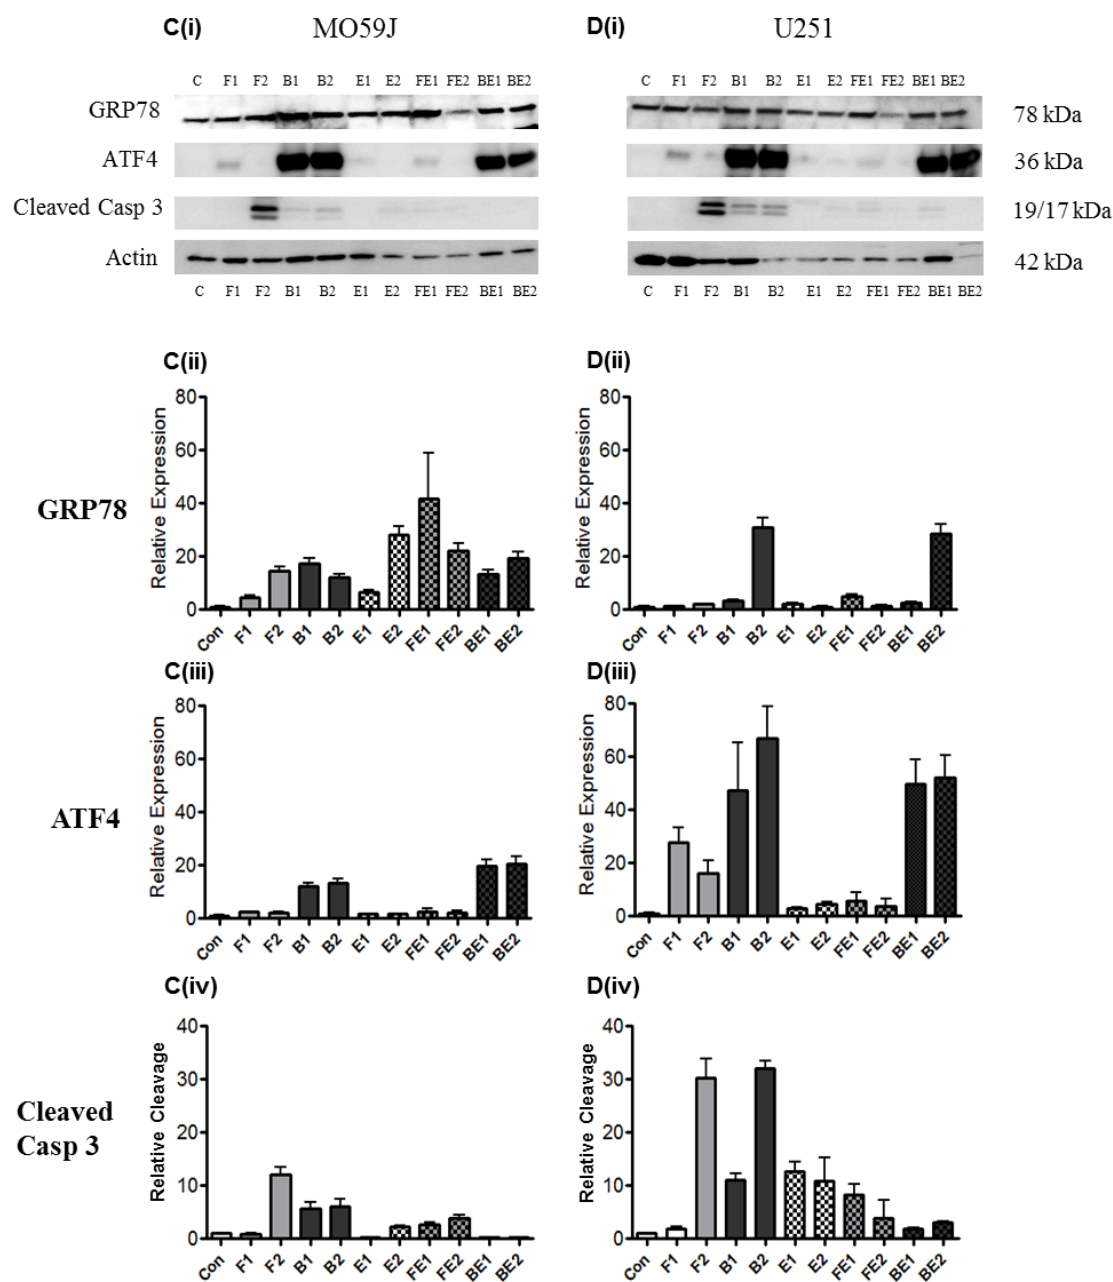 C(i) MO59J D(i) U251
C F1 F2 B1 B2 E1 E2 FE1 FE2 BE1 BE2 C F1 F2 B1 B2 E1 E2 FE1 FE2 BE1 BE2
GRP78 78 kDa
ATF4 36 kDa
Cleaved Casp 3 19/17 kDa
Actin 42 kDa
C F1 F2 B1 B2 E1 E2 FE1 FE2 BE1 BE2 C F1 F2 B1 B2 E1 E2 FE1 FE2 BE1 BE2
C(ii)
GRP78
Relative Expression
80
60
40
20
0
Con F1 F2 B1 B2 E1 E2 FE1 FE2 BE1 BE2
D(ii)
Relative Expression
80
60
40
20
0
Con F1 F2 B1 B2 E1 E2 FE1 FE2 BE1 BE2
C(iii)
ATF4
Relative Expression
80
60
40
20
0
Con F1 F2 B1 B2 E1 E2 FE1 FE2 BE1 BE2
D(iii)
Relative Expression
80
60
40
20
0
Con F1 F2 B1 B2 E1 E2 FE1 FE2 BE1 BE2
C(iv)
Cleaved
Casp 3
Relative Cleavage
40
30
20
10
0
Con F1 F2 B1 B2 E1 E2 FE1 FE2 BE1 BE2
D(iv)
Relative Cleavage
40
30
20
10
0
Con F1 F2 B1 B2 E1 E2 FE1 FE2 BE1 BE2